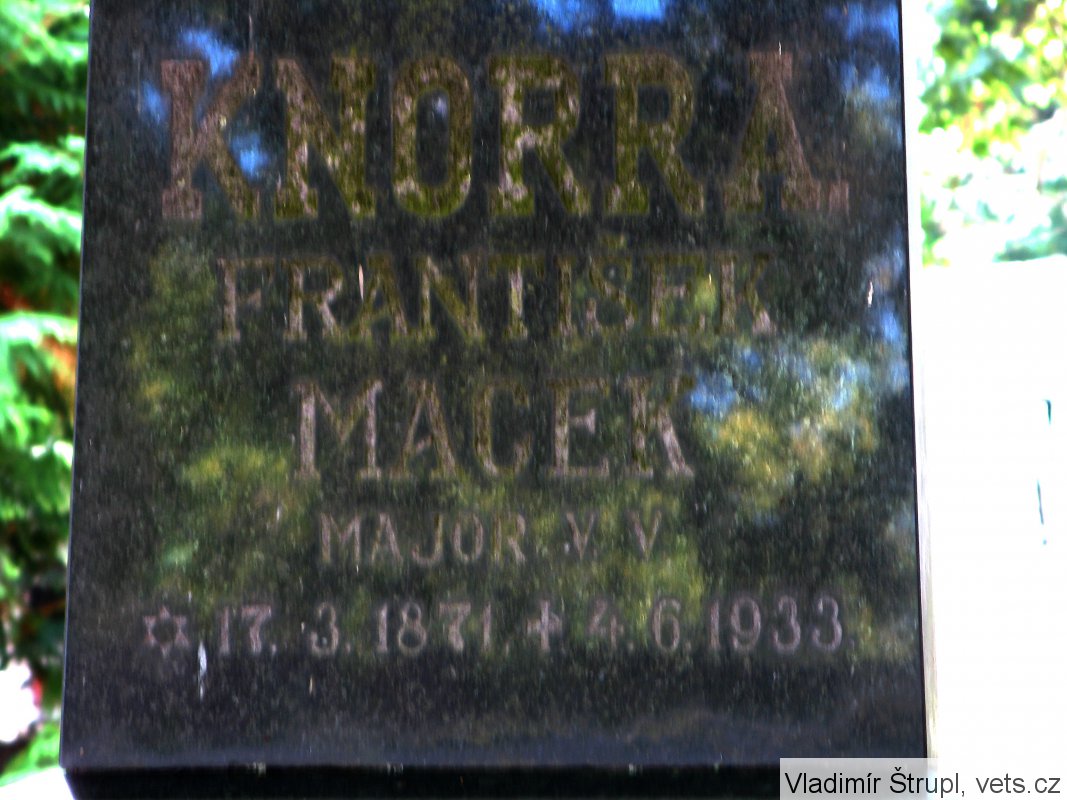 KNORRA.
FRANTIŠEK
MACEK
MAJOR. V. V.
✡ 17. 3. 1871. ✝ 4. 6. 1933.
Vladimír Štrupl, vets.cz